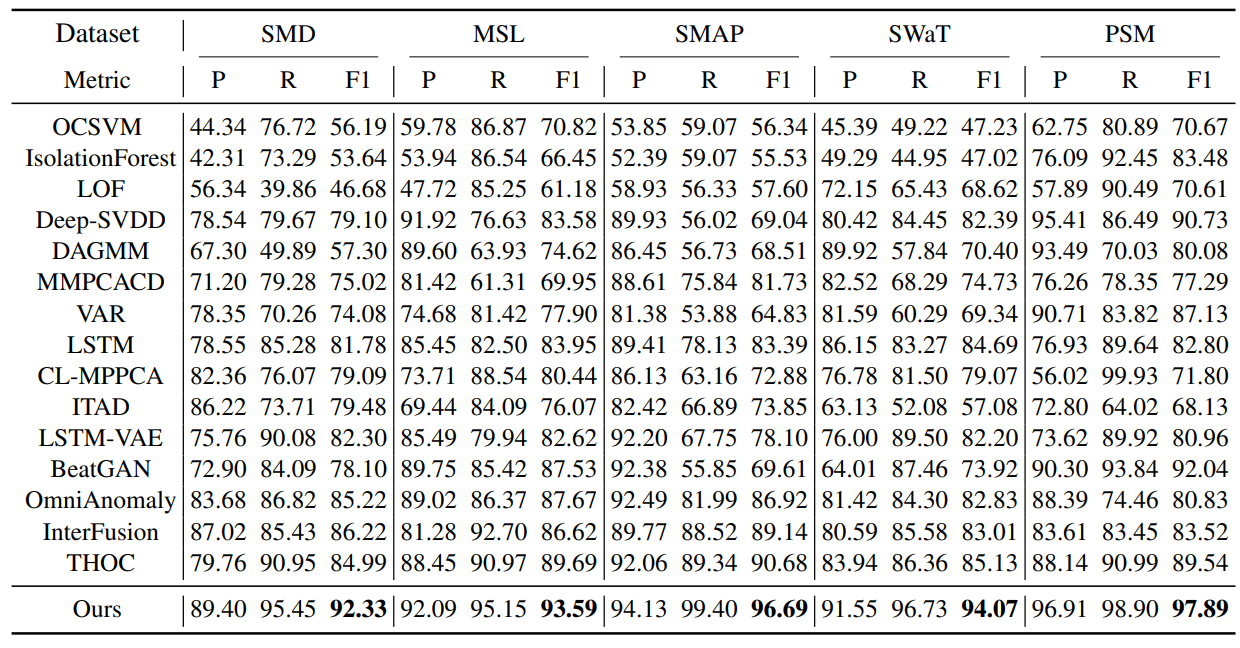 Dataset SMD MSL SMAP SWaT PSM
Metric P R F1 P R F1 P R F1 P R F1 P R F1
OCSVM 44.34 76.72 56.19 59.78 86.87 70.82 53.85 59.07 56.34 45.39 49.22 47.23 62.75 80.89 70.67
IsolationForest 42.31 73.29 53.64 53.94 86.54 66.45 52.39 59.07 55.53 49.29 44.95 47.02 76.09 92.45 83.48
LOF 56.34 39.86 46.68 47.72 85.25 61.18 58.93 56.33 57.60 72.15 65.43 68.62 57.89 90.49 70.61
Deep-SVDD 78.54 79.67 79.10 91.92 76.63 83.58 89.93 56.02 69.04 80.42 84.45 82.39 95.41 86.49 90.73
DAGMM 67.30 49.89 57.30 89.60 63.93 74.62 86.45 56.73 68.51 89.92 57.84 70.40 93.49 70.03 80.08
MMPCACD 71.20 79.28 75.02 81.42 61.31 69.95 88.61 75.84 81.73 82.52 68.29 74.73 76.26 78.35 77.29
VAR 78.35 70.26 74.08 74.68 81.42 77.90 81.38 53.88 64.83 81.59 60.29 69.34 90.71 83.82 87.13
LSTM 78.55 85.28 81.78 85.45 82.50 83.95 89.41 78.13 83.39 86.15 83.27 84.69 76.93 89.64 82.80
CL-MPPCA 82.36 76.07 79.09 73.71 88.54 80.44 86.13 63.16 72.88 76.78 81.50 79.07 56.02 99.93 71.80
ITAD 86.22 73.71 79.48 69.44 84.09 76.07 82.42 66.89 73.85 63.13 52.08 57.08 72.80 64.02 68.13
LSTM-VAE 75.76 90.08 82.30 85.49 79.94 82.62 92.20 67.75 78.10 76.00 89.50 82.20 73.62 89.92 80.96
BeatGAN 72.90 84.09 78.10 89.75 85.42 87.53 92.38 55.85 69.61 64.01 87.46 73.92 90.30 93.84 92.04
OmniAnomaly 83.68 86.82 85.22 89.02 86.37 87.67 92.49 81.99 86.92 81.42 84.30 82.83 88.39 74.46 80.83
InterFusion 87.02 85.43 86.22 81.28 92.70 86.62 89.77 88.52 89.14 80.59 85.58 83.01 83.61 83.45 83.52
THOC 79.76 90.95 84.99 88.45 90.97 89.69 92.06 89.34 90.68 83.94 86.36 85.13 88.14 90.99 89.54
Ours 89.40 95.45 92.33 92.09 95.15 93.59 94.13 99.40 96.69 91.55 96.73 94.07 96.91 98.90 97.89